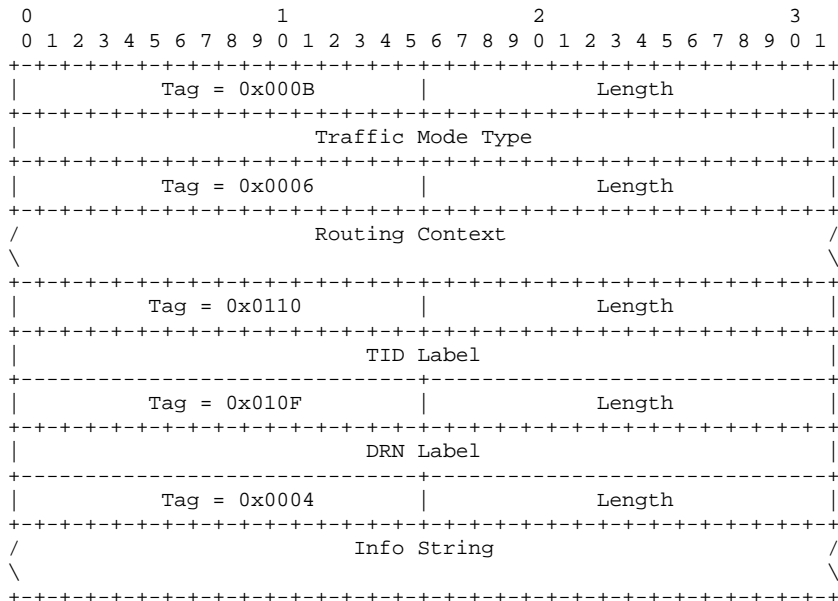 0                   1                   2                   3
0 1 2 3 4 5 6 7 8 9 0 1 2 3 4 5 6 7 8 9 0 1 2 3 4 5 6 7 8 9 0 1
+-+-+-+-+-+-+-+-+-+-+-+-+-+-+-+-+-+-+-+-+-+-+-+-+-+-+-+-+-+-+-+-+
|           Tag = 0x000B        |             Length            |
+-+-+-+-+-+-+-+-+-+-+-+-+-+-+-+-+-+-+-+-+-+-+-+-+-+-+-+-+-+-+-+-+
|                       Traffic Mode Type                       |
+-+-+-+-+-+-+-+-+-+-+-+-+-+-+-+-+-+-+-+-+-+-+-+-+-+-+-+-+-+-+-+-+
|           Tag = 0x0006        |             Length            |
+-+-+-+-+-+-+-+-+-+-+-+-+-+-+-+-+-+-+-+-+-+-+-+-+-+-+-+-+-+-+-+-+
/                       Routing Context                         /
\                                                               \
+-+-+-+-+-+-+-+-+-+-+-+-+-+-+-+-+-+-+-+-+-+-+-+-+-+-+-+-+-+-+-+-+
|          Tag = 0x0110         |             Length            |
+-+-+-+-+-+-+-+-+-+-+-+-+-+-+-+-+-+-+-+-+-+-+-+-+-+-+-+-+-+-+-+-+
|                           TID Label                           |
+-------------------------------+-------------------------------+
|          Tag = 0x010F         |             Length            |
+-+-+-+-+-+-+-+-+-+-+-+-+-+-+-+-+-+-+-+-+-+-+-+-+-+-+-+-+-+-+-+-+
|                           DRN Label                           |
+-------------------------------+-------------------------------+
|           Tag = 0x0004        |             Length            |
+-+-+-+-+-+-+-+-+-+-+-+-+-+-+-+-+-+-+-+-+-+-+-+-+-+-+-+-+-+-+-+-+
/                          Info String                          /
\                                                               \
+-+-+-+-+-+-+-+-+-+-+-+-+-+-+-+-+-+-+-+-+-+-+-+-+-+-+-+-+-+-+-+-+